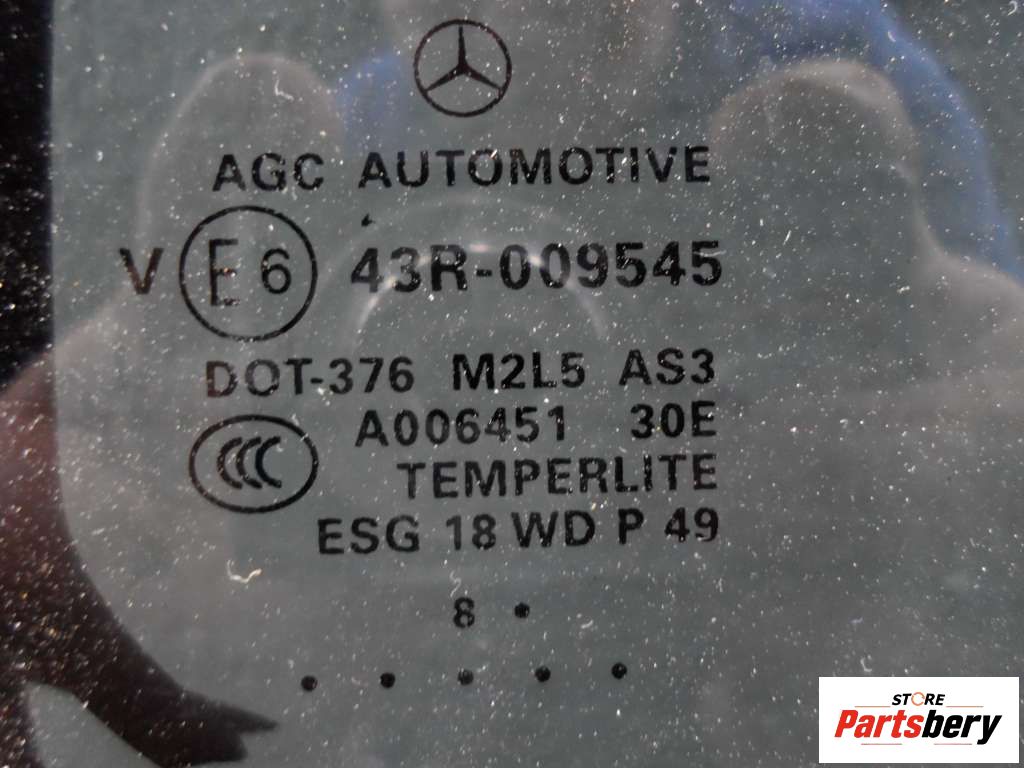 AGC AUTOMOTIVE
V E6 43R-009545
DOT-376 M2L5 AS3
CCC A006451 30E
TEMPERLITE
ESG 18 WD P 49
8 •
• • • • •
STORE
Partsbery